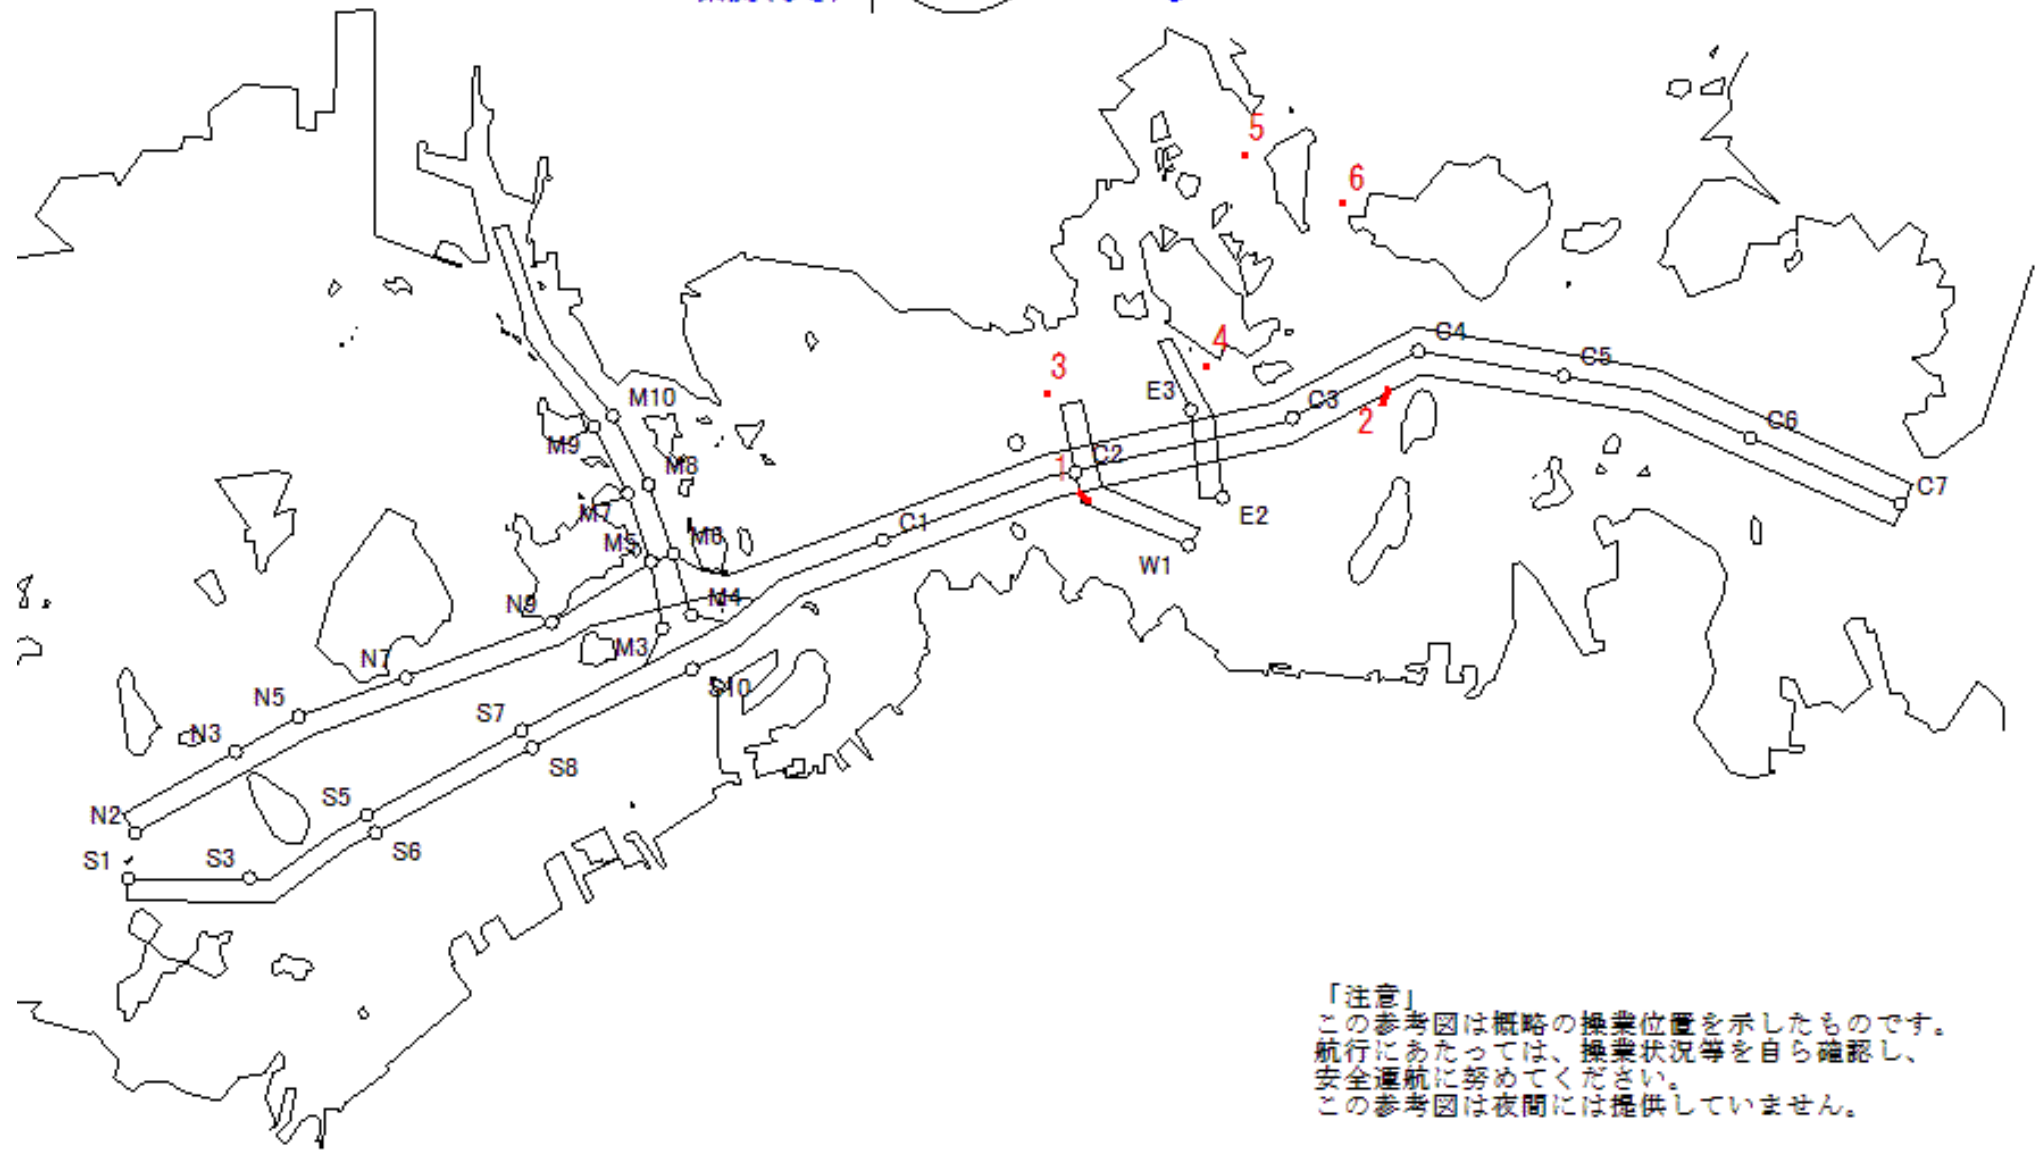 5
6
C4
4
C5
3
E3
M10
C3
2
C6
M9
C2
1
M8
C7
M7
E2
C1
M6
M5
W1
N9
M4
M3
N7
S10
N5
S7
N3
S8
S5
N2
S6
S1
S3
「注意」
この参考図は概略の操業位置を示したものです。
航行にあたっては、操業状況等を自ら確認し、
安全運航に努めてください。
この参考図は夜間には提供していません。